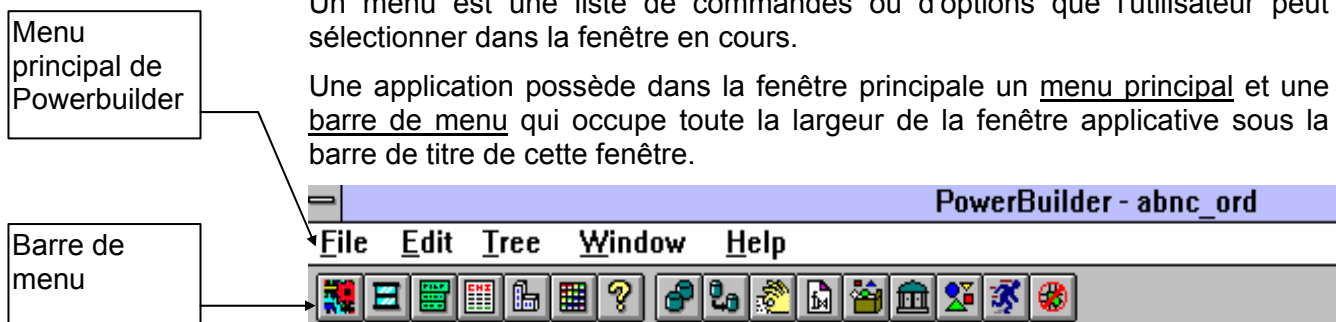 Un menu est une liste de commandes ou d'options que l'utilisateur peut
sélectionner dans la fenêtre en cours.
Menu
principal de
Powerbuilder
Une application possède dans la fenêtre principale un menu principal et une
barre de menu qui occupe toute la largeur de la fenêtre applicative sous la
barre de titre de cette fenêtre.
PowerBuilder - abnc_ord
File Edit Tree Window Help
Barre de
menu